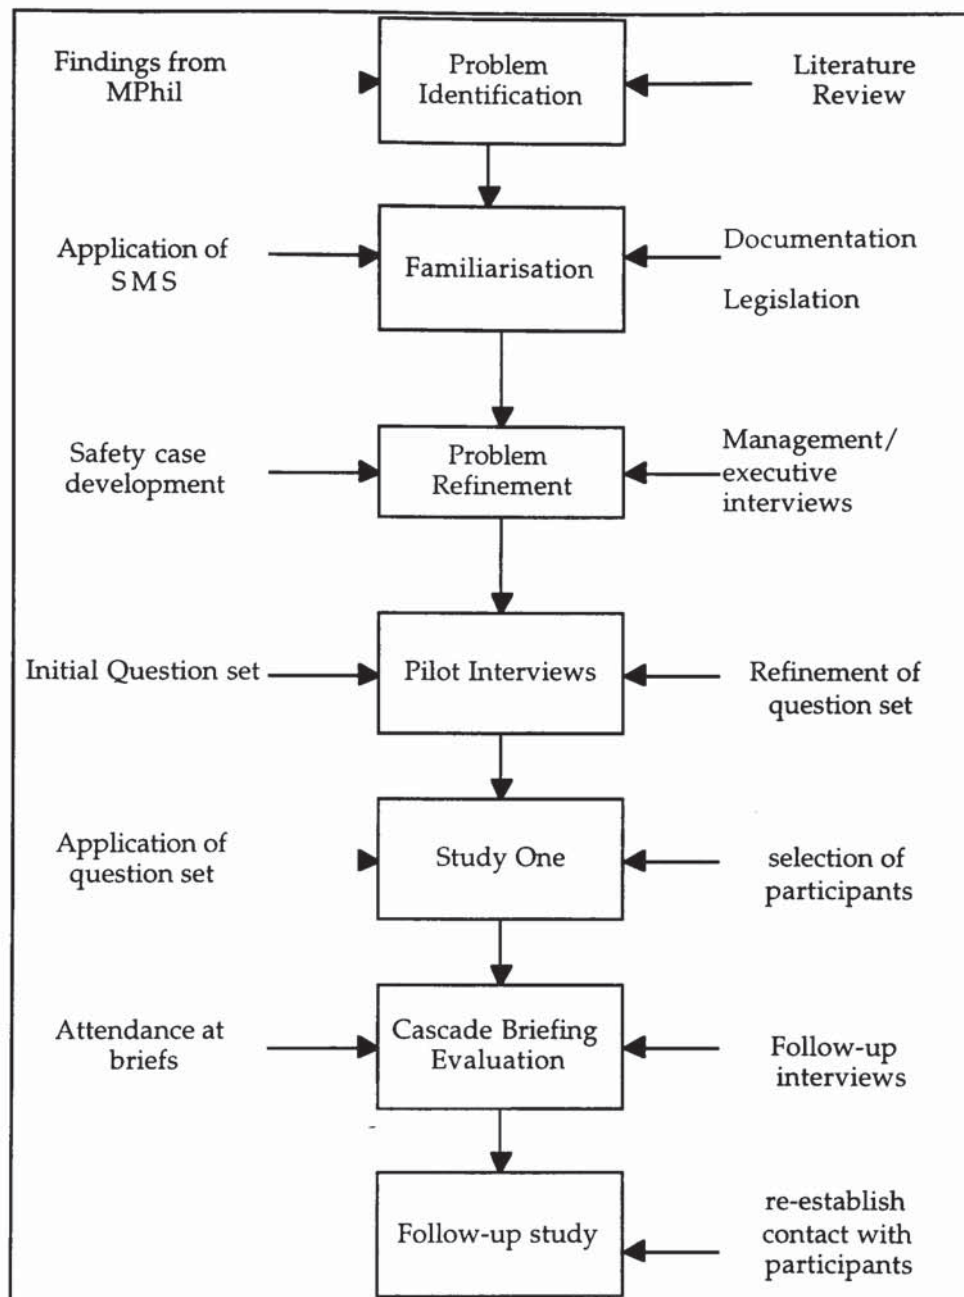 Findings from
MPhil
Problem
Identification
Literature
Review
Application of
SMS
Familiarisation
Documentation
Legislation
Safety case
development
Problem
Refinement
Management/
executive
interviews
Initial Question set
Pilot Interviews
Refinement of
question set
Application of
question set
Study One
selection of
participants
Attendance at
briefs
Cascade Briefing
Evaluation
Follow-up
interviews
Follow-up study
re-establish
contact with
participants